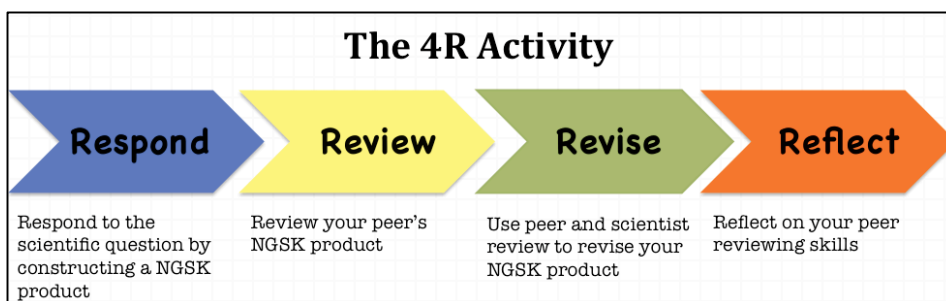 The 4R Activity
Respond
Review
Revise
Reflect
Respond to the
scientific question by
constructing a NGSK
product
Review your peer's
NGSK product
Use peer and scientist
review to revise your
NGSK product
Reflect on your peer
reviewing skills